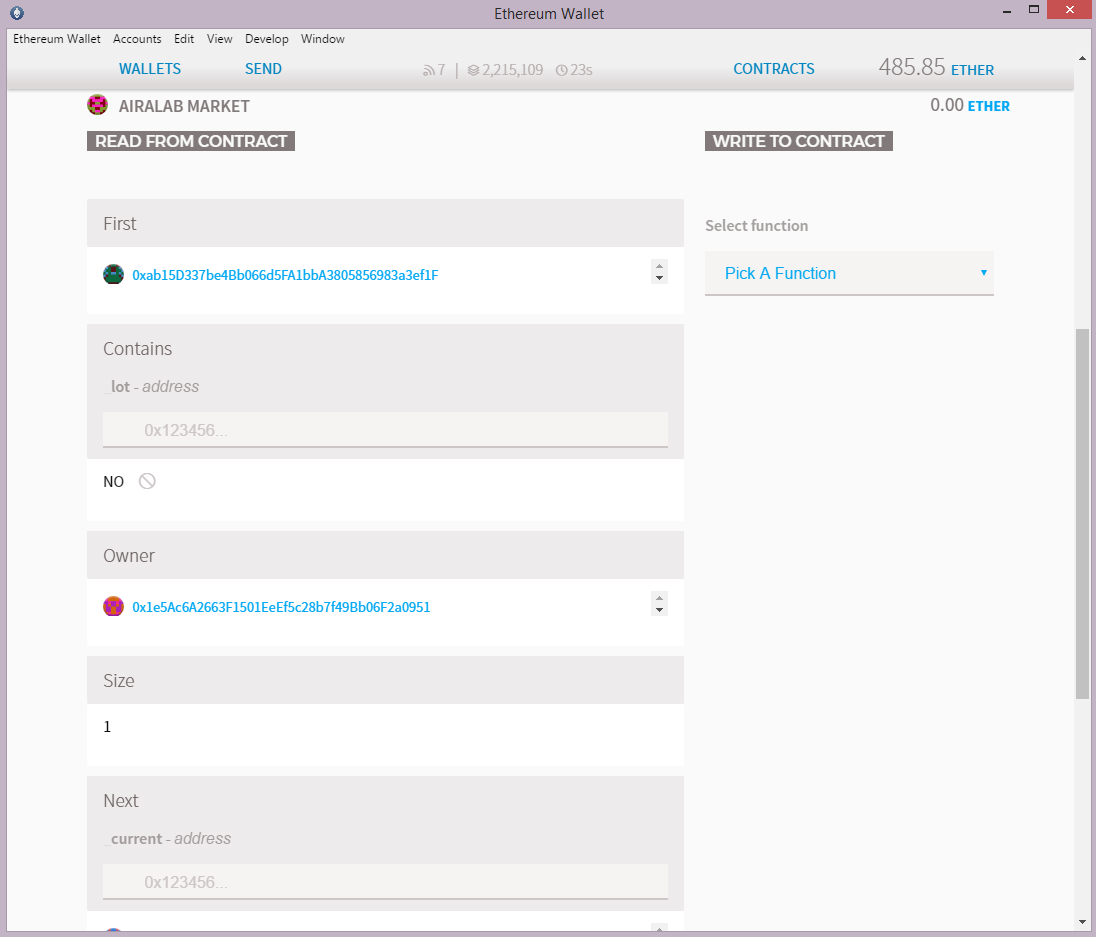 Ethereum Wallet
Ethereum Wallet Accounts Edit View Develop Window
WALLETS SEND 7 | 2,215,109 23s CONTRACTS 485.85 ETHER
AIRALAB MARKET 0.00 ETHER
READ FROM CONTRACT WRITE TO CONTRACT
First
Select function
0xab15D337be4Bb066d5FA1bbA3805856983a3ef1F
Pick A Function
Contains
_lot - address
0x123456...
NO
Owner
0x1e5Ac6A2663F1501EeEf5c28b7f49Bb06F2a0951
Size
1
Next
_current - address
0x123456...